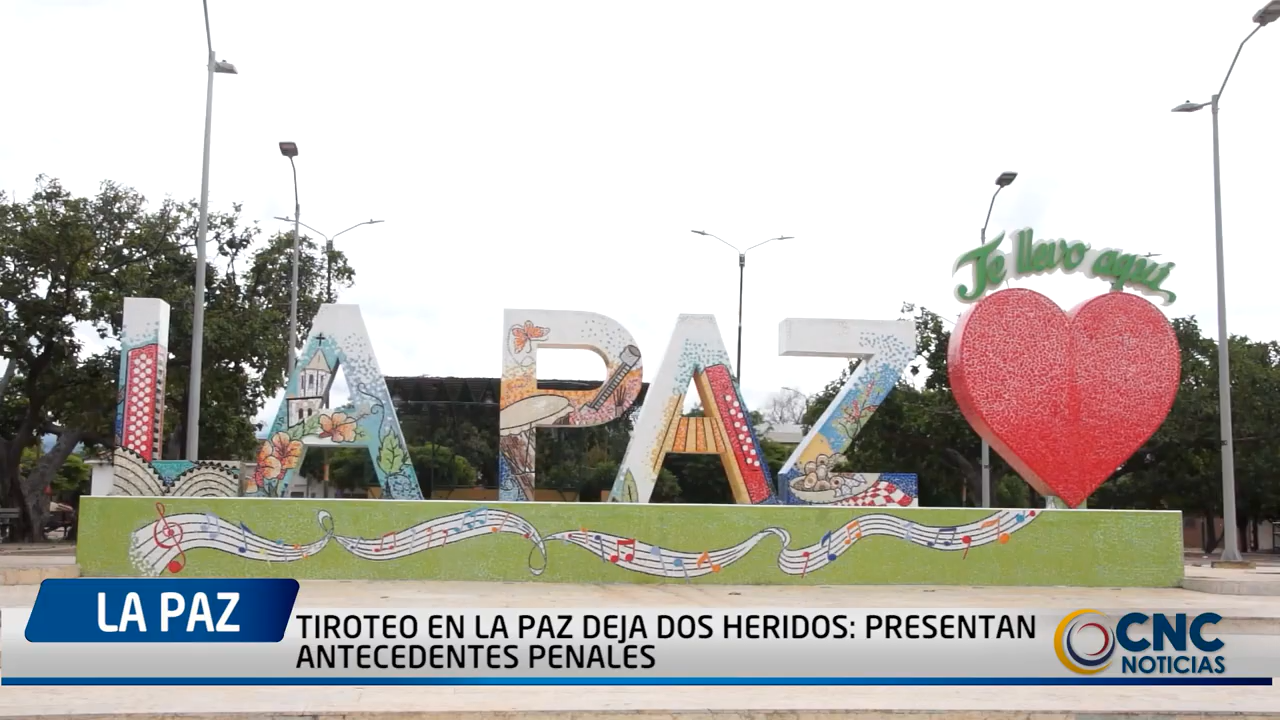 Te llevo aquí
LA PAZ
LA PAZ
TIROTEO EN LA PAZ DEJA DOS HERIDOS: PRESENTAN
ANTECEDENTES PENALES
CNC
NOTICIAS